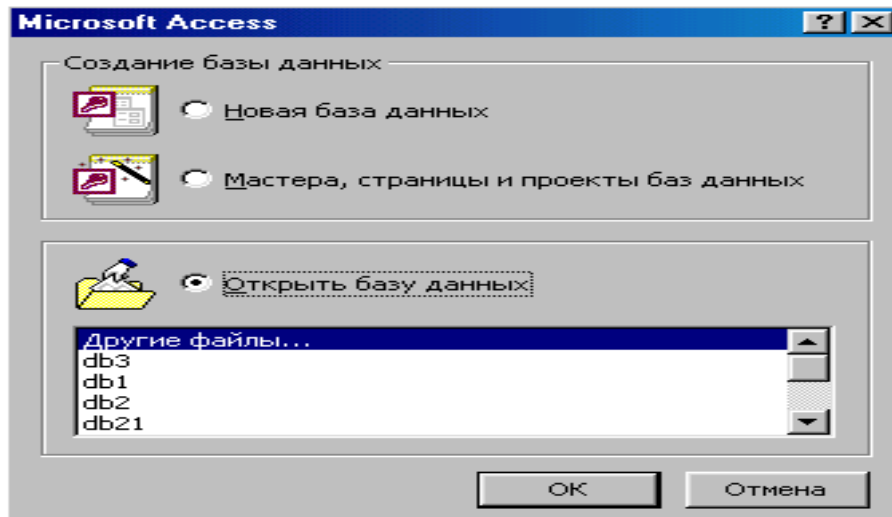 Microsoft Access
Создание базы данных
Новая база данных
Мастера, страницы и проекты баз данных
Открыть базу данных
Другие файлы...
db3
db1
db2
db21
ОК
Отмена